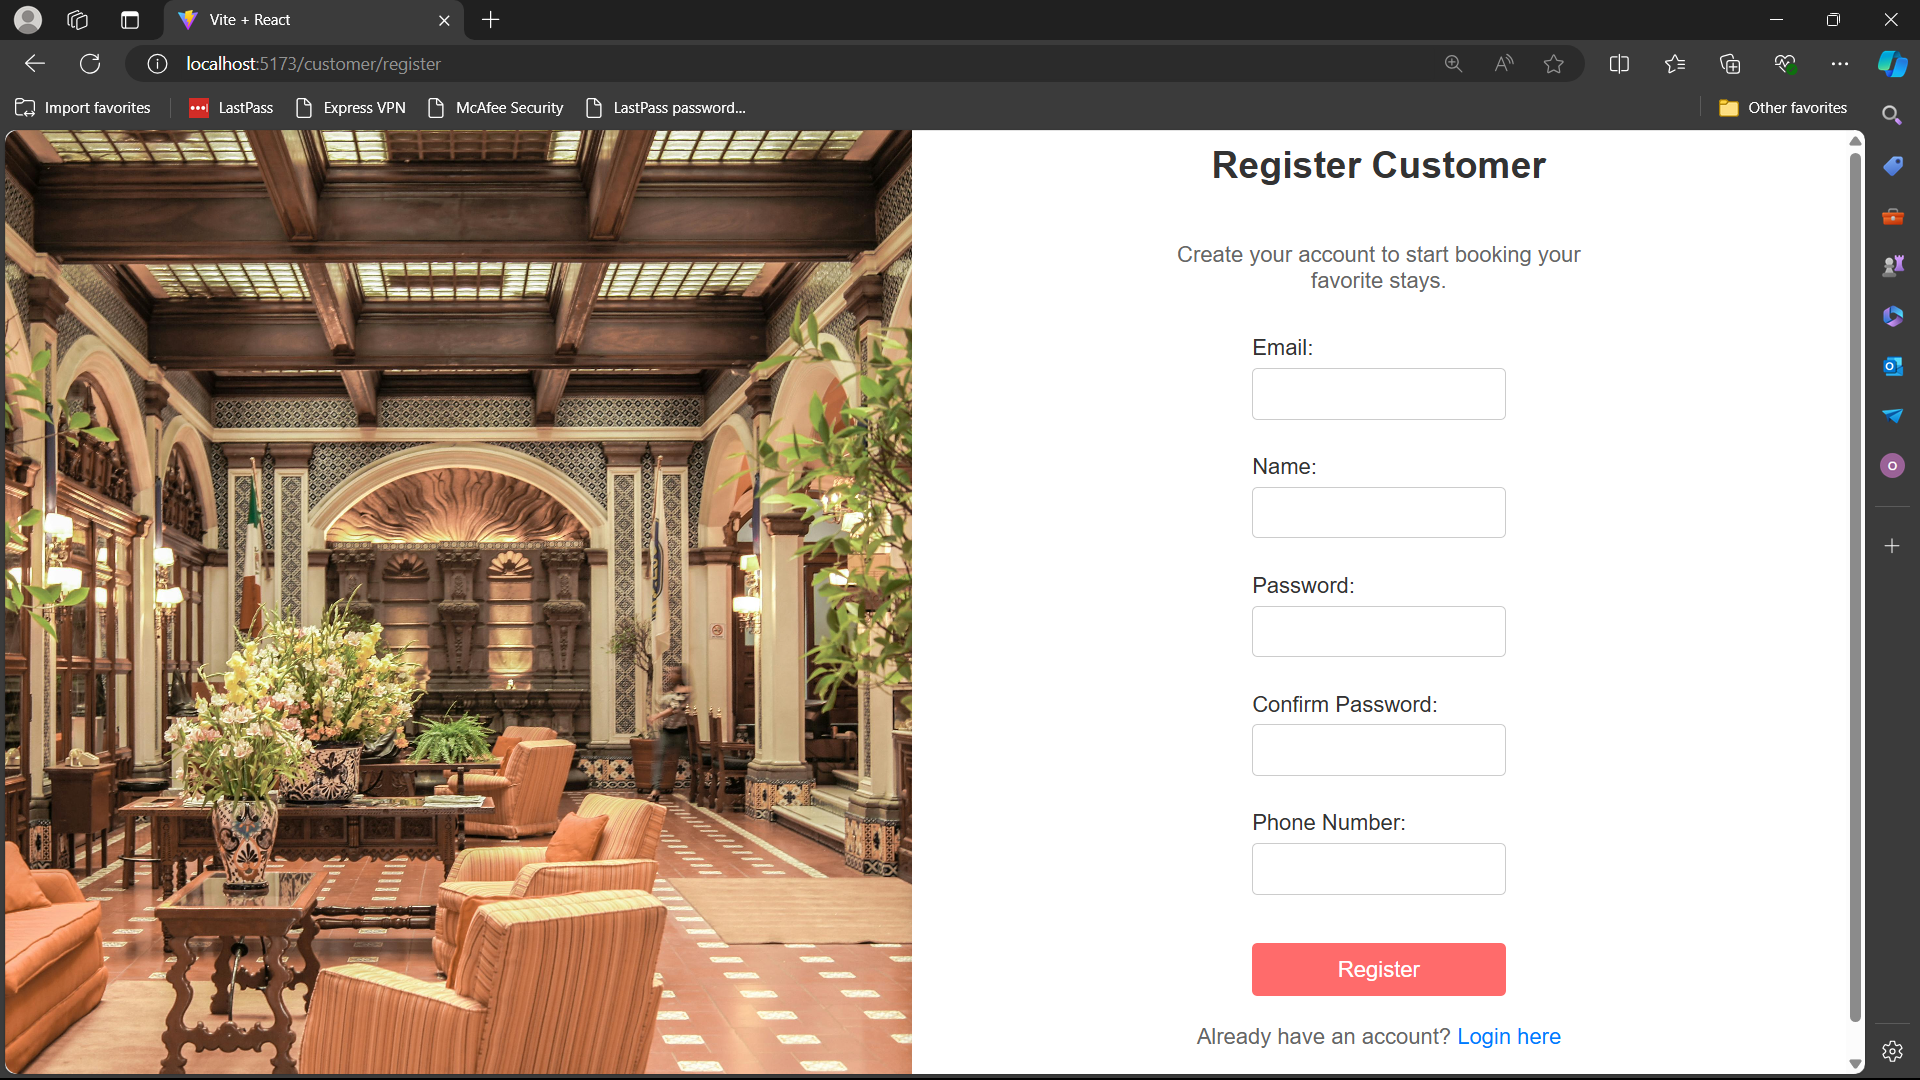 Vite + React
localhost:5173/customer/register
Import favorites
LastPass
Express VPN
McAfee Security
LastPass password...
Other favorites
Register Customer
Create your account to start booking your
favorite stays.
Email:
Name:
Password:
Confirm Password:
Phone Number:
Register
Already have an account? Login here
O